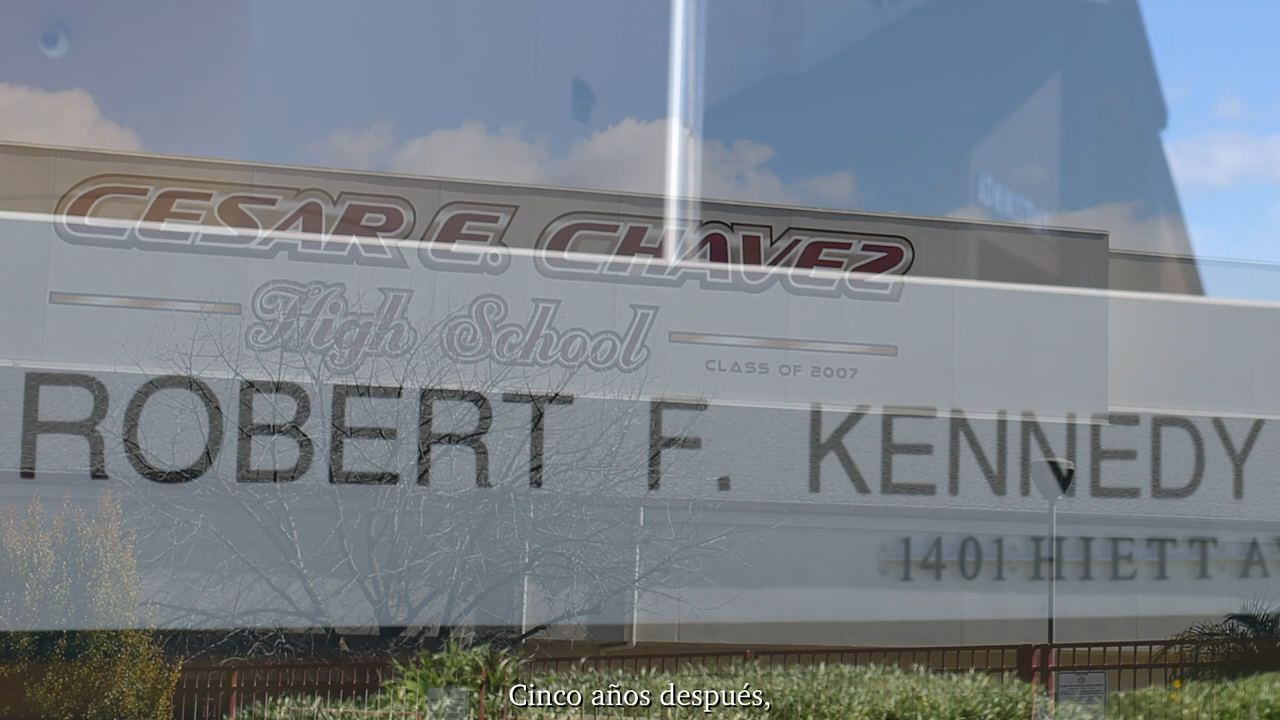 CESAR E. CHAVEZ
High School
CLASS OF 2007
ROBERT F. KENNEDY
1401 HIETT
Cinco años después,